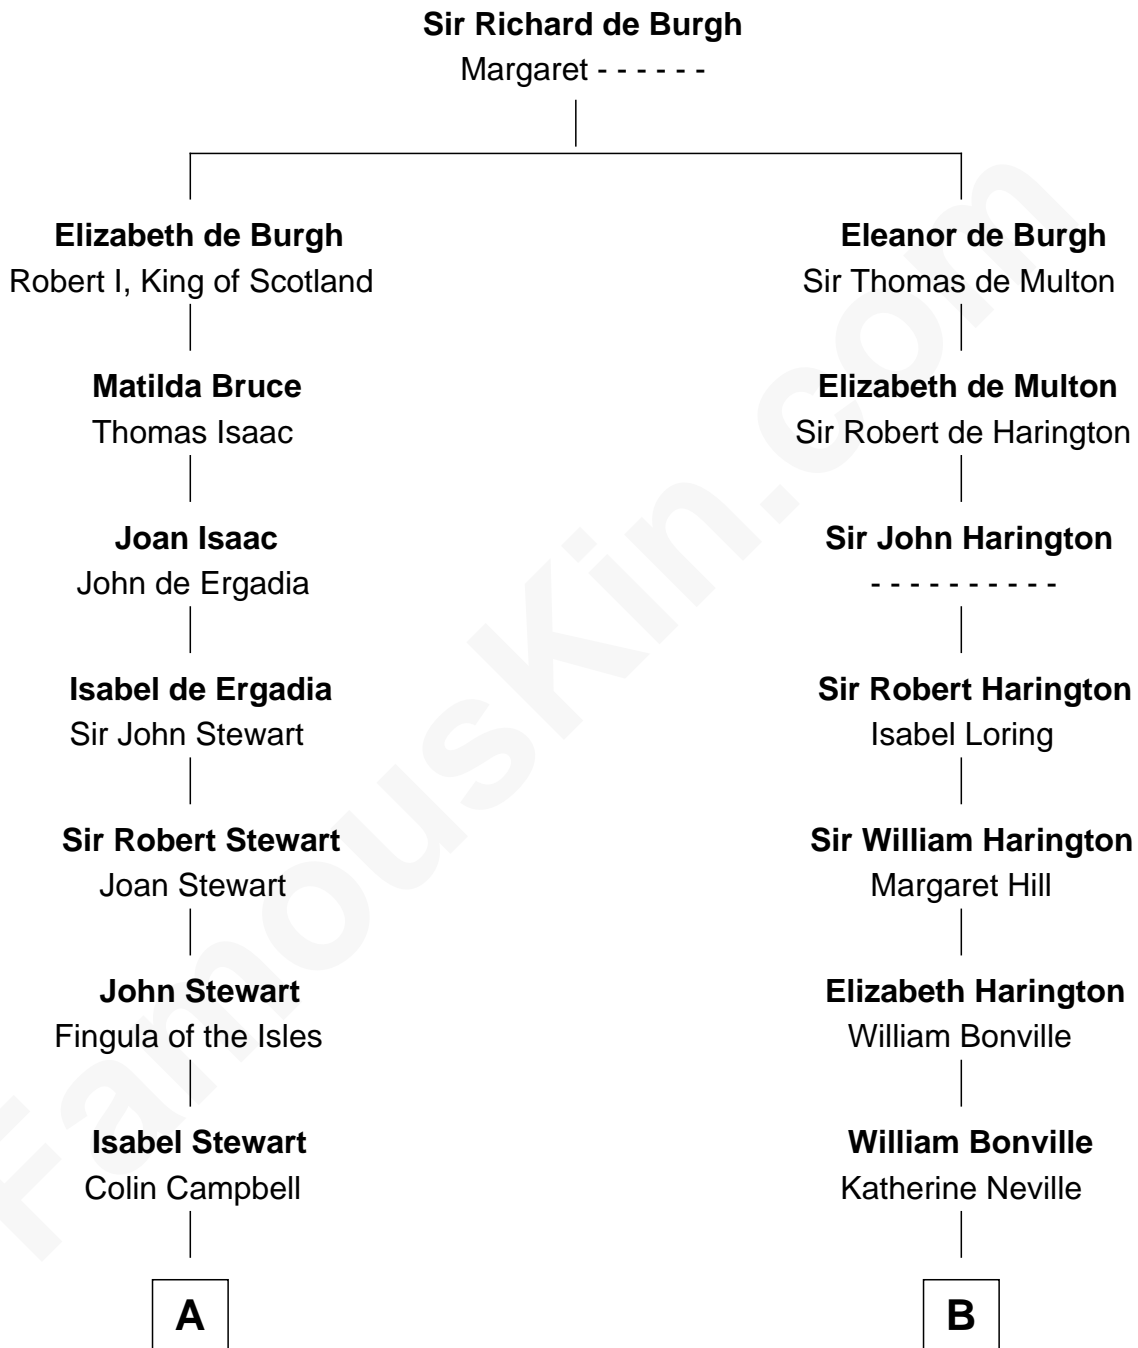 Sir Richard de Burgh
Margaret - - - - - -
Elizabeth de Burgh
Robert I, King of Scotland
Eleanor de Burgh
Sir Thomas de Multon
Matilda Bruce
Thomas Isaac
Elizabeth de Multon
Sir Robert de Harington
Joan Isaac
John de Ergadia
Sir John Harington
- - - - - - - - - -
Isabel de Ergadia
Sir John Stewart
Sir Robert Harington
Isabel Loring
Sir Robert Stewart
Joan Stewart
Sir William Harington
Margaret Hill
John Stewart
Fingula of the Isles
Elizabeth Harington
William Bonville
Isabel Stewart
Colin Campbell
William Bonville
Katherine Neville
A
B
FamousKin.com